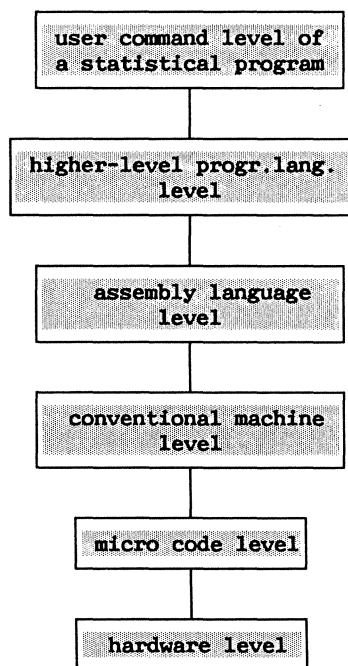 user command level of
a statistical program
higher-level progr.lang.
level
assembly language
level
conventional machine
level
micro code level
hardware level